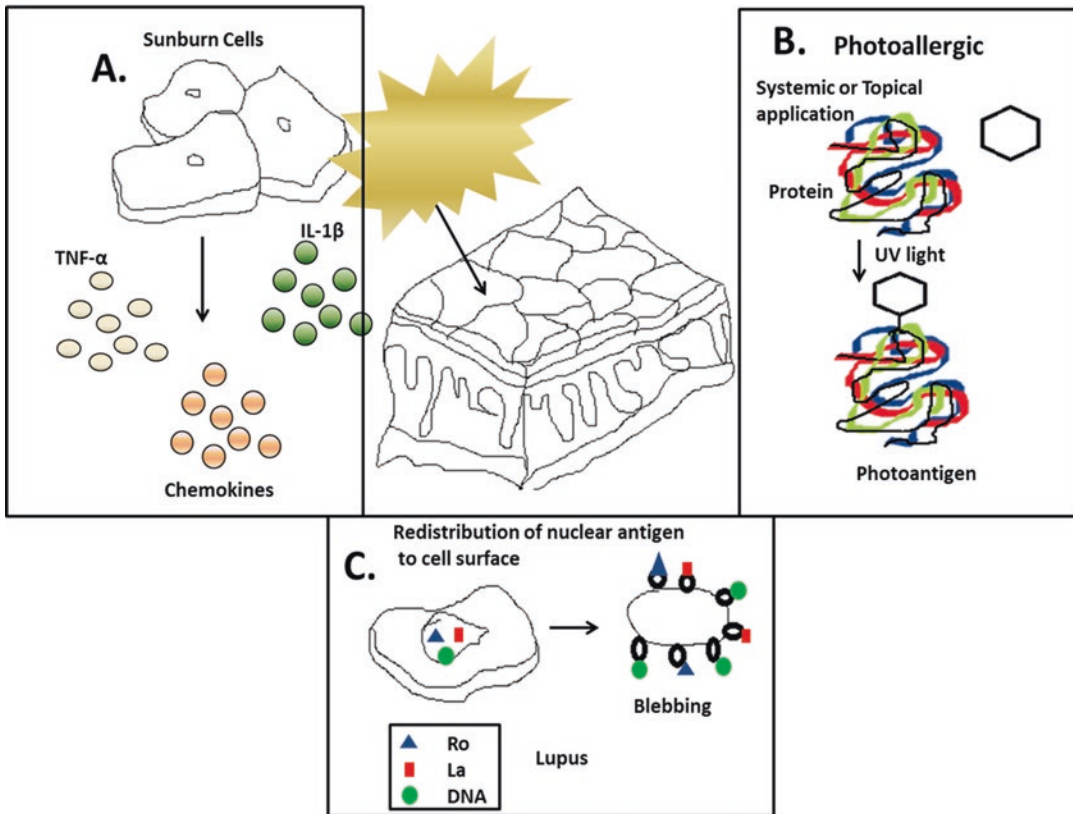 A.
Sunburn Cells
TNF-α
IL-1β
Chemokines
B.
Photoallergic
Systemic or Topical
application
Protein
UV light
Photoantigen
C.
Redistribution of nuclear antigen
to cell surface
Blebbing
Ro
La
DNA
Lupus